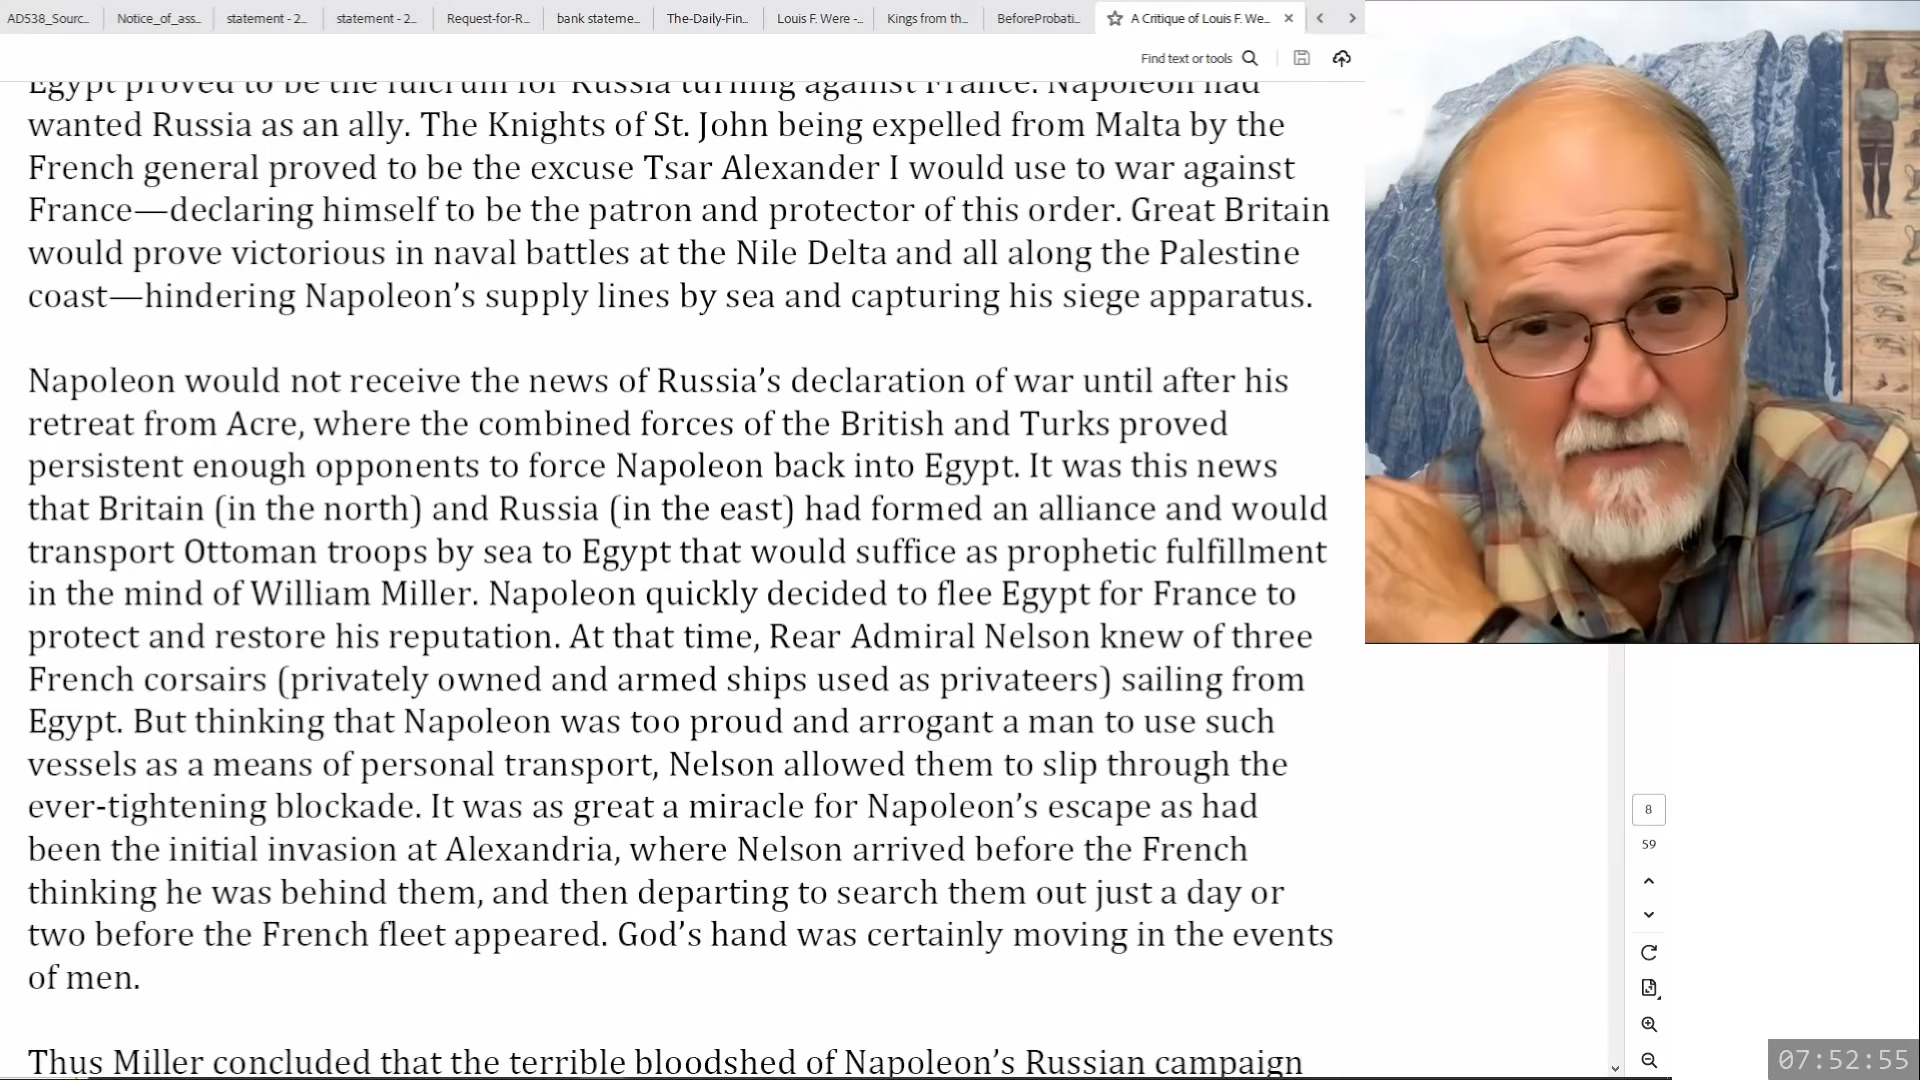 ADS38_Sourc...
Notice_of_ass...
statement - 2...
statement - 2...
Request-for-R...
bank stateme...
The-Daily-Fin...
Louis F. Were -...
Kings from th...
BeforeProbati...
A Critique of Louis F. We...
Find text or tools
Egypt proved to be the fulcrum for Russia turning against France. Napoleon had
wanted Russia as an ally. The Knights of St. John being expelled from Malta by the
French general proved to be the excuse Tsar Alexander I would use to war against
France—declaring himself to be the patron and protector of this order. Great Britain
would prove victorious in naval battles at the Nile Delta and all along the Palestine
coast—hindering Napoleon's supply lines by sea and capturing his siege apparatus.
Napoleon would not receive the news of Russia's declaration of war until after his
retreat from Acre, where the combined forces of the British and Turks proved
persistent enough opponents to force Napoleon back into Egypt. It was this news
that Britain (in the north) and Russia (in the east) had formed an alliance and would
transport Ottoman troops by sea to Egypt that would suffice as prophetic fulfillment
in the mind of William Miller. Napoleon quickly decided to flee Egypt for France to
protect and restore his reputation. At that time, Rear Admiral Nelson knew of three
French corsairs (privately owned and armed ships used as privateers) sailing from
Egypt. But thinking that Napoleon was too proud and arrogant a man to use such
vessels as a means of personal transport, Nelson allowed them to slip through the
ever-tightening blockade. It was as great a miracle for Napoleon's escape as had
been the initial invasion at Alexandria, where Nelson arrived before the French
thinking he was behind them, and then departing to search them out just a day or
two before the French fleet appeared. God's hand was certainly moving in the events
of men.
Thus Miller concluded that the terrible bloodshed of Napoleon's Russian campaign
8
59
07:52:55